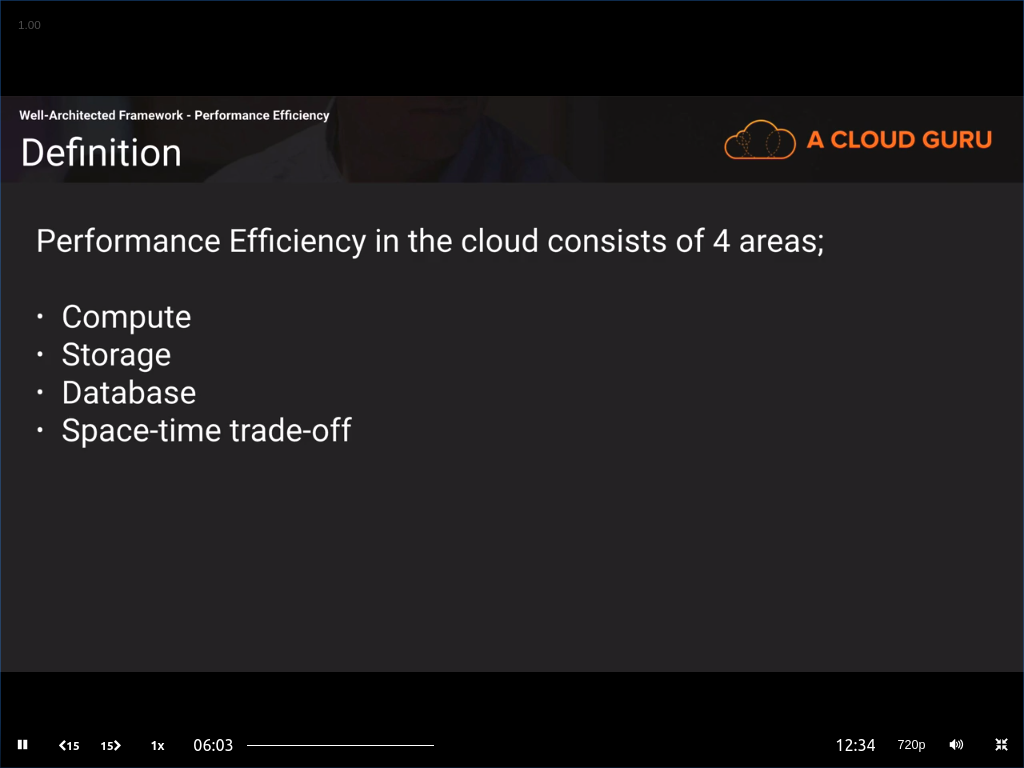 1.00
Well-Architected Framework - Performance Efficiency
Definition
A CLOUD GURU
Performance Efficiency in the cloud consists of 4 areas;
• Compute
• Storage
• Database
• Space-time trade-off
15 15 1x 06:03 12:34 720p